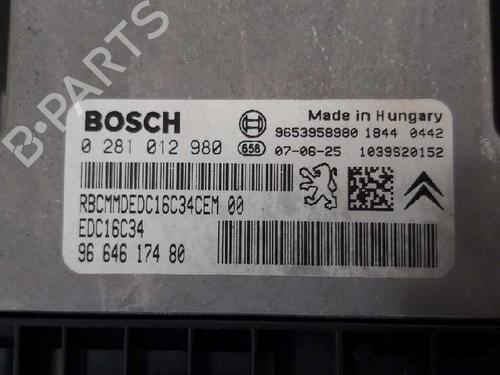 B-PARTS
BOSCH
Made in Hungary
9653958980 1844 0442
0 281 012 980 658 07-06-25 1039S20152
RBCMMDEDC16C34CEM 00
EDC16C34
96 646 174 80